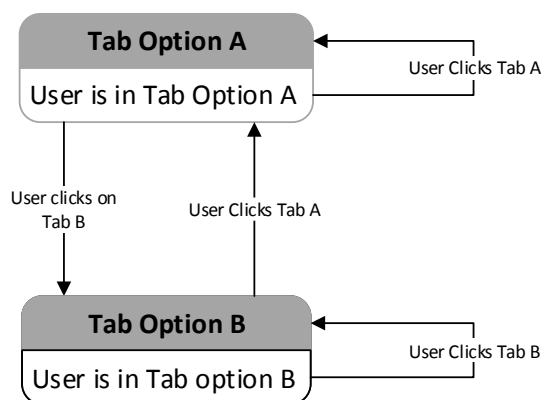 Tab Option A
User is in Tab Option A
User Clicks Tab A
User clicks on
Tab B
User Clicks Tab A
Tab Option B
User is in Tab option B
User Clicks Tab B